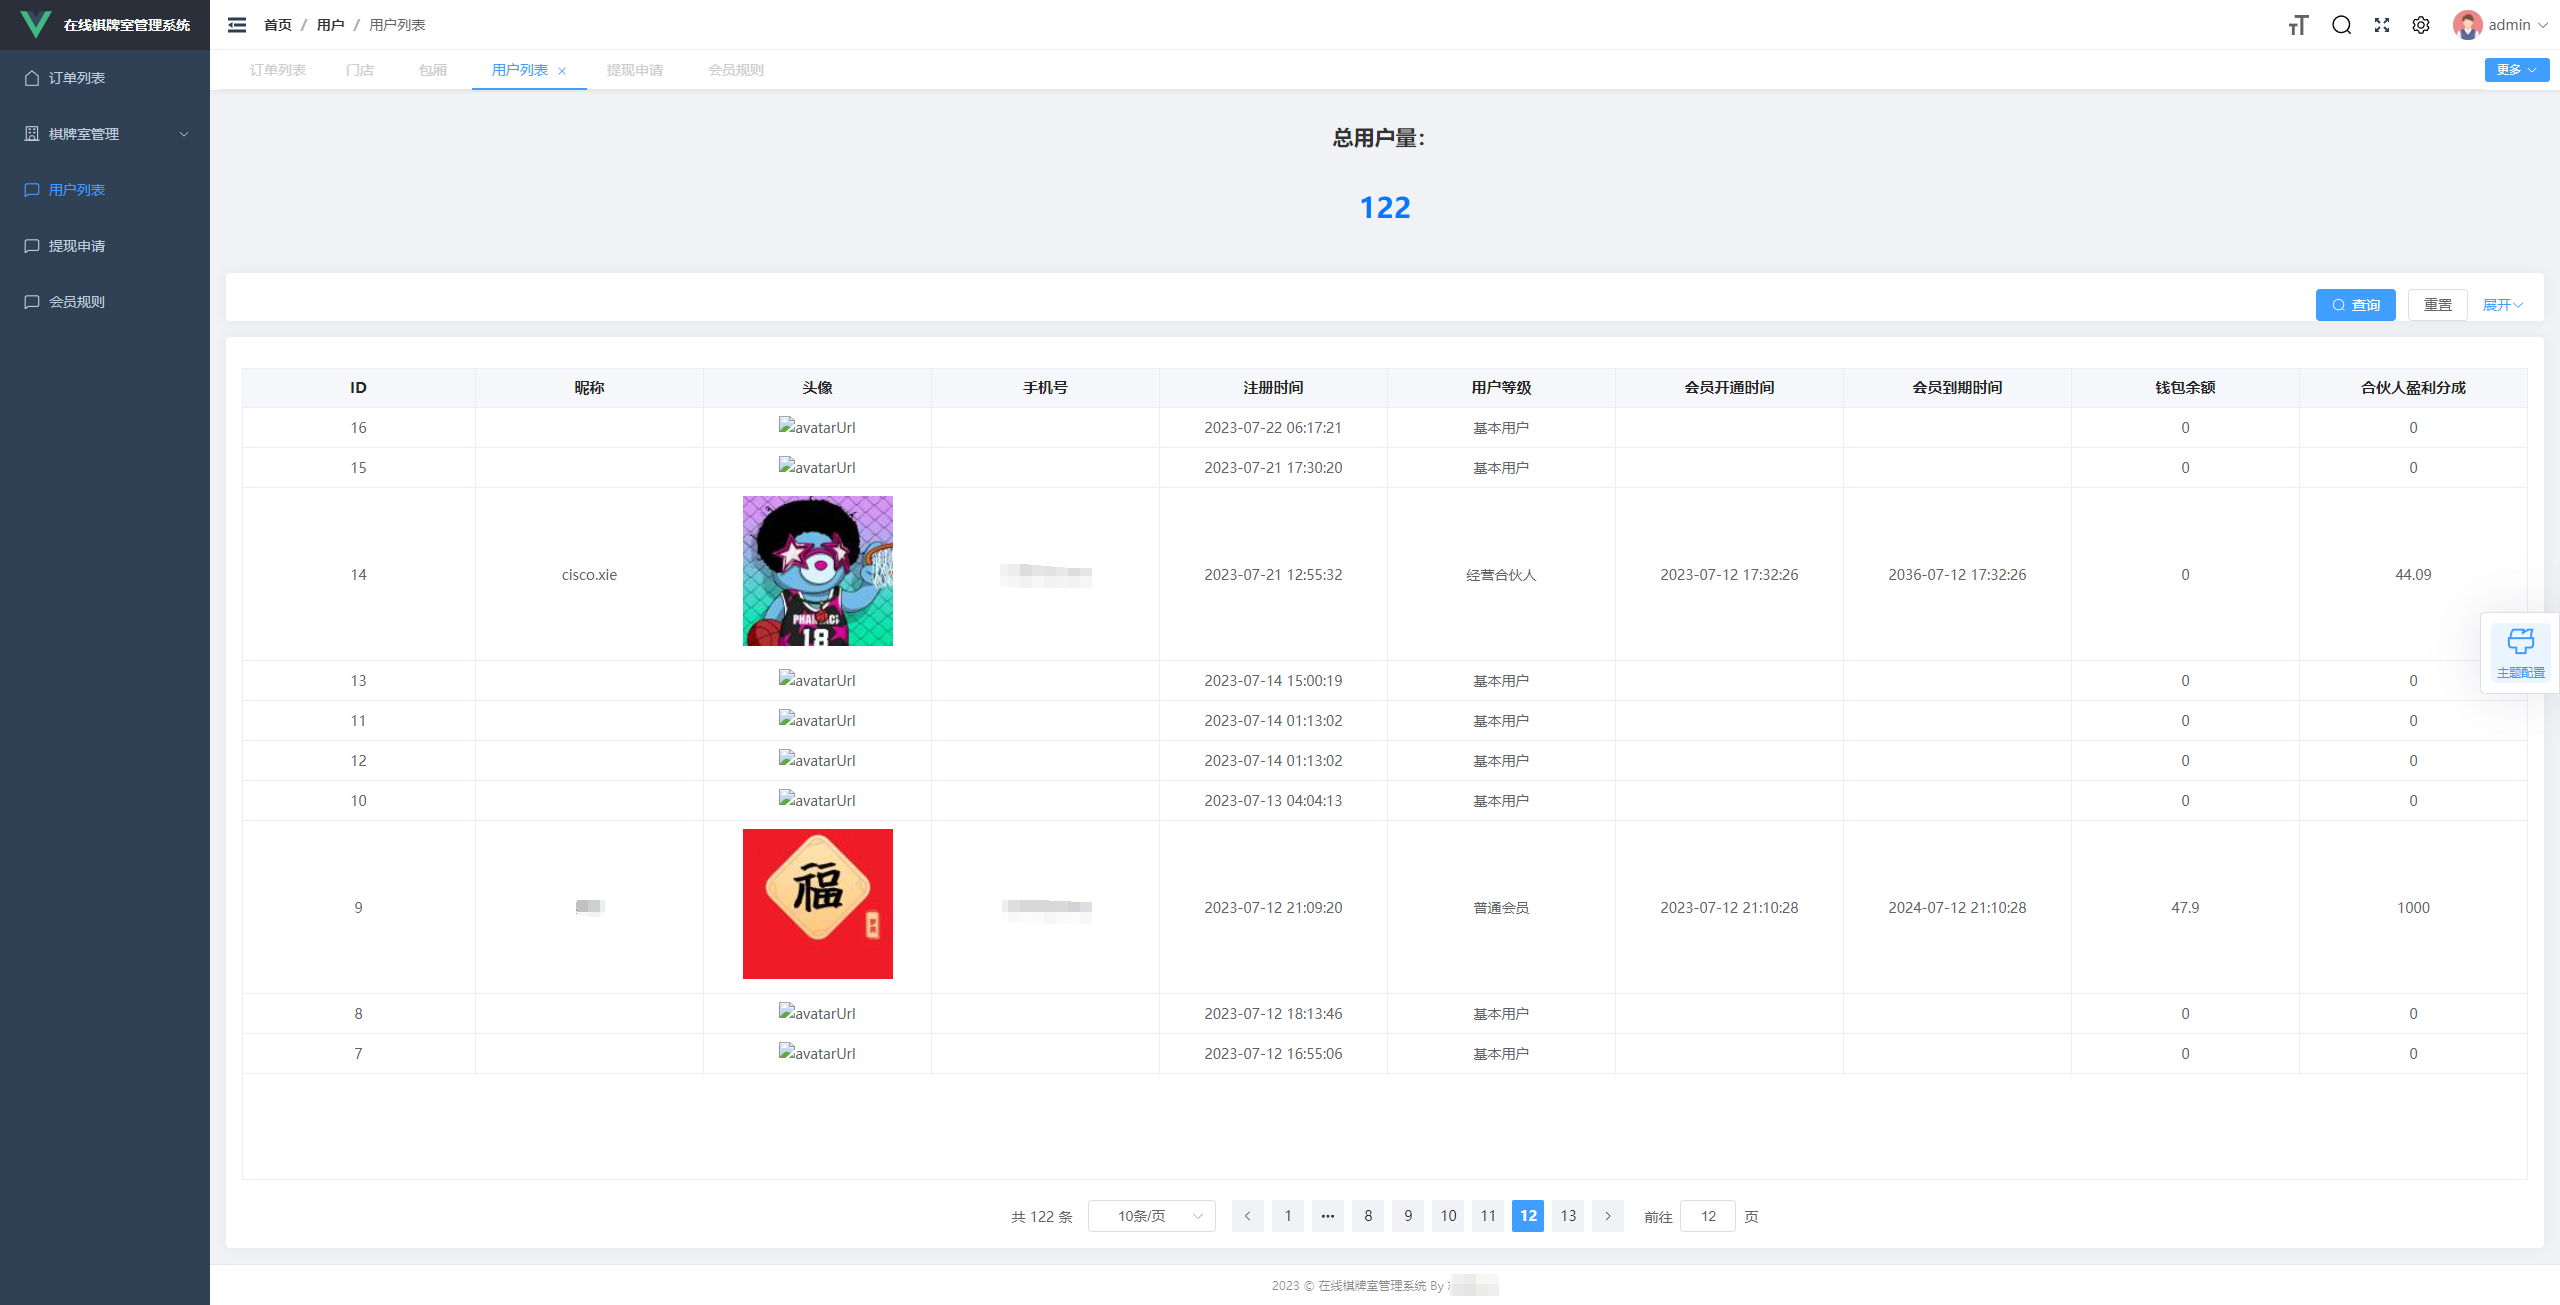 在线棋牌室管理系统
首页 / 用户 / 用户列表
admin
订单列表
棋牌室管理
用户列表
提现申请
会员规则
订单列表 门店 包厢 用户列表 × 提现申请 会员规则
更多
总用户量：
122
查询 重置 展开
ID 昵称 头像 手机号 注册时间 用户等级 会员开通时间 会员到期时间 钱包余额 合伙人盈利分成
16 avatarUrl 2023-07-22 06:17:21 基本用户 0 0
15 avatarUrl 2023-07-21 17:30:20 基本用户 0 0
14 cisco.xie 2023-07-21 12:55:32 经营合伙人 2023-07-12 17:32:26 2036-07-12 17:32:26 0 44.09
18
13 avatarUrl 2023-07-14 15:00:19 基本用户 0 0
主题配置
11 avatarUrl 2023-07-14 01:13:02 基本用户 0 0
12 avatarUrl 2023-07-14 01:13:02 基本用户 0 0
10 avatarUrl 2023-07-13 04:04:13 基本用户 0 0
福
9 2023-07-12 21:09:20 普通会员 2023-07-12 21:10:28 2024-07-12 21:10:28 47.9 1000
8 avatarUrl 2023-07-12 18:13:46 基本用户 0 0
7 avatarUrl 2023-07-12 16:55:06 基本用户 0 0
共 122 条 10条/页 1 ••• 8 9 10 11 12 13 前往 12 页
2023 © 在线棋牌室管理系统 By